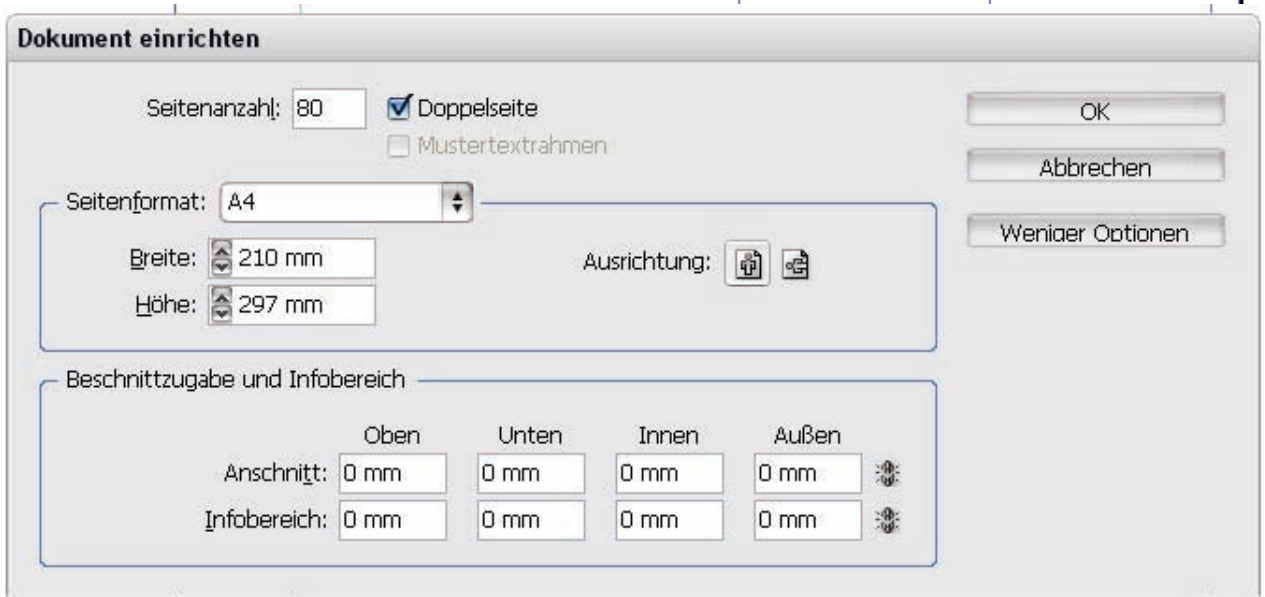 Dokument einrichten
Seitenanzahl: 80 Doppelseite
Mustertextrahmen
OK
Abbrechen
Weniger Optionen
Seitenformat: A4
Breite: 210 mm Ausrichtung:
Höhe: 297 mm
Beschnittzugabe und Infobereich
Oben Unten Innen Außen
Anschnitt: 0 mm 0 mm 0 mm 0 mm
Infobereich: 0 mm 0 mm 0 mm 0 mm